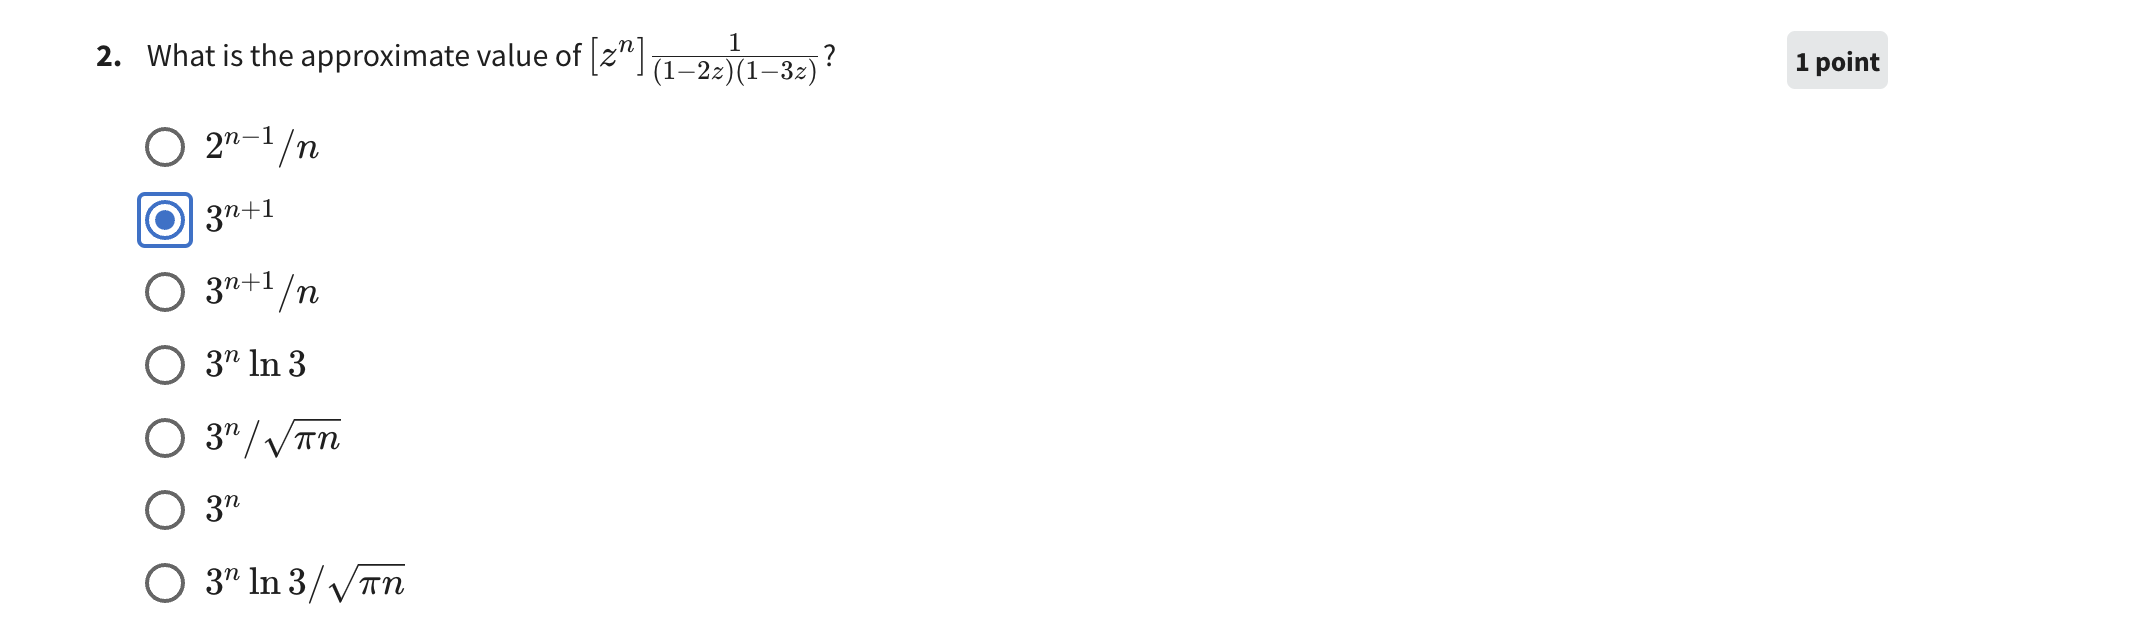 2. What is the approximate value of $[z^n]\frac{1}{(1-2z)(1-3z)}$?
1 point
$2^{n-1}/n$
$3^{n+1}$
$3^{n+1}/n$
$3^n \ln 3$
$3^n/\sqrt{\pi n}$
$3^n$
$3^n \ln 3/\sqrt{\pi n}$